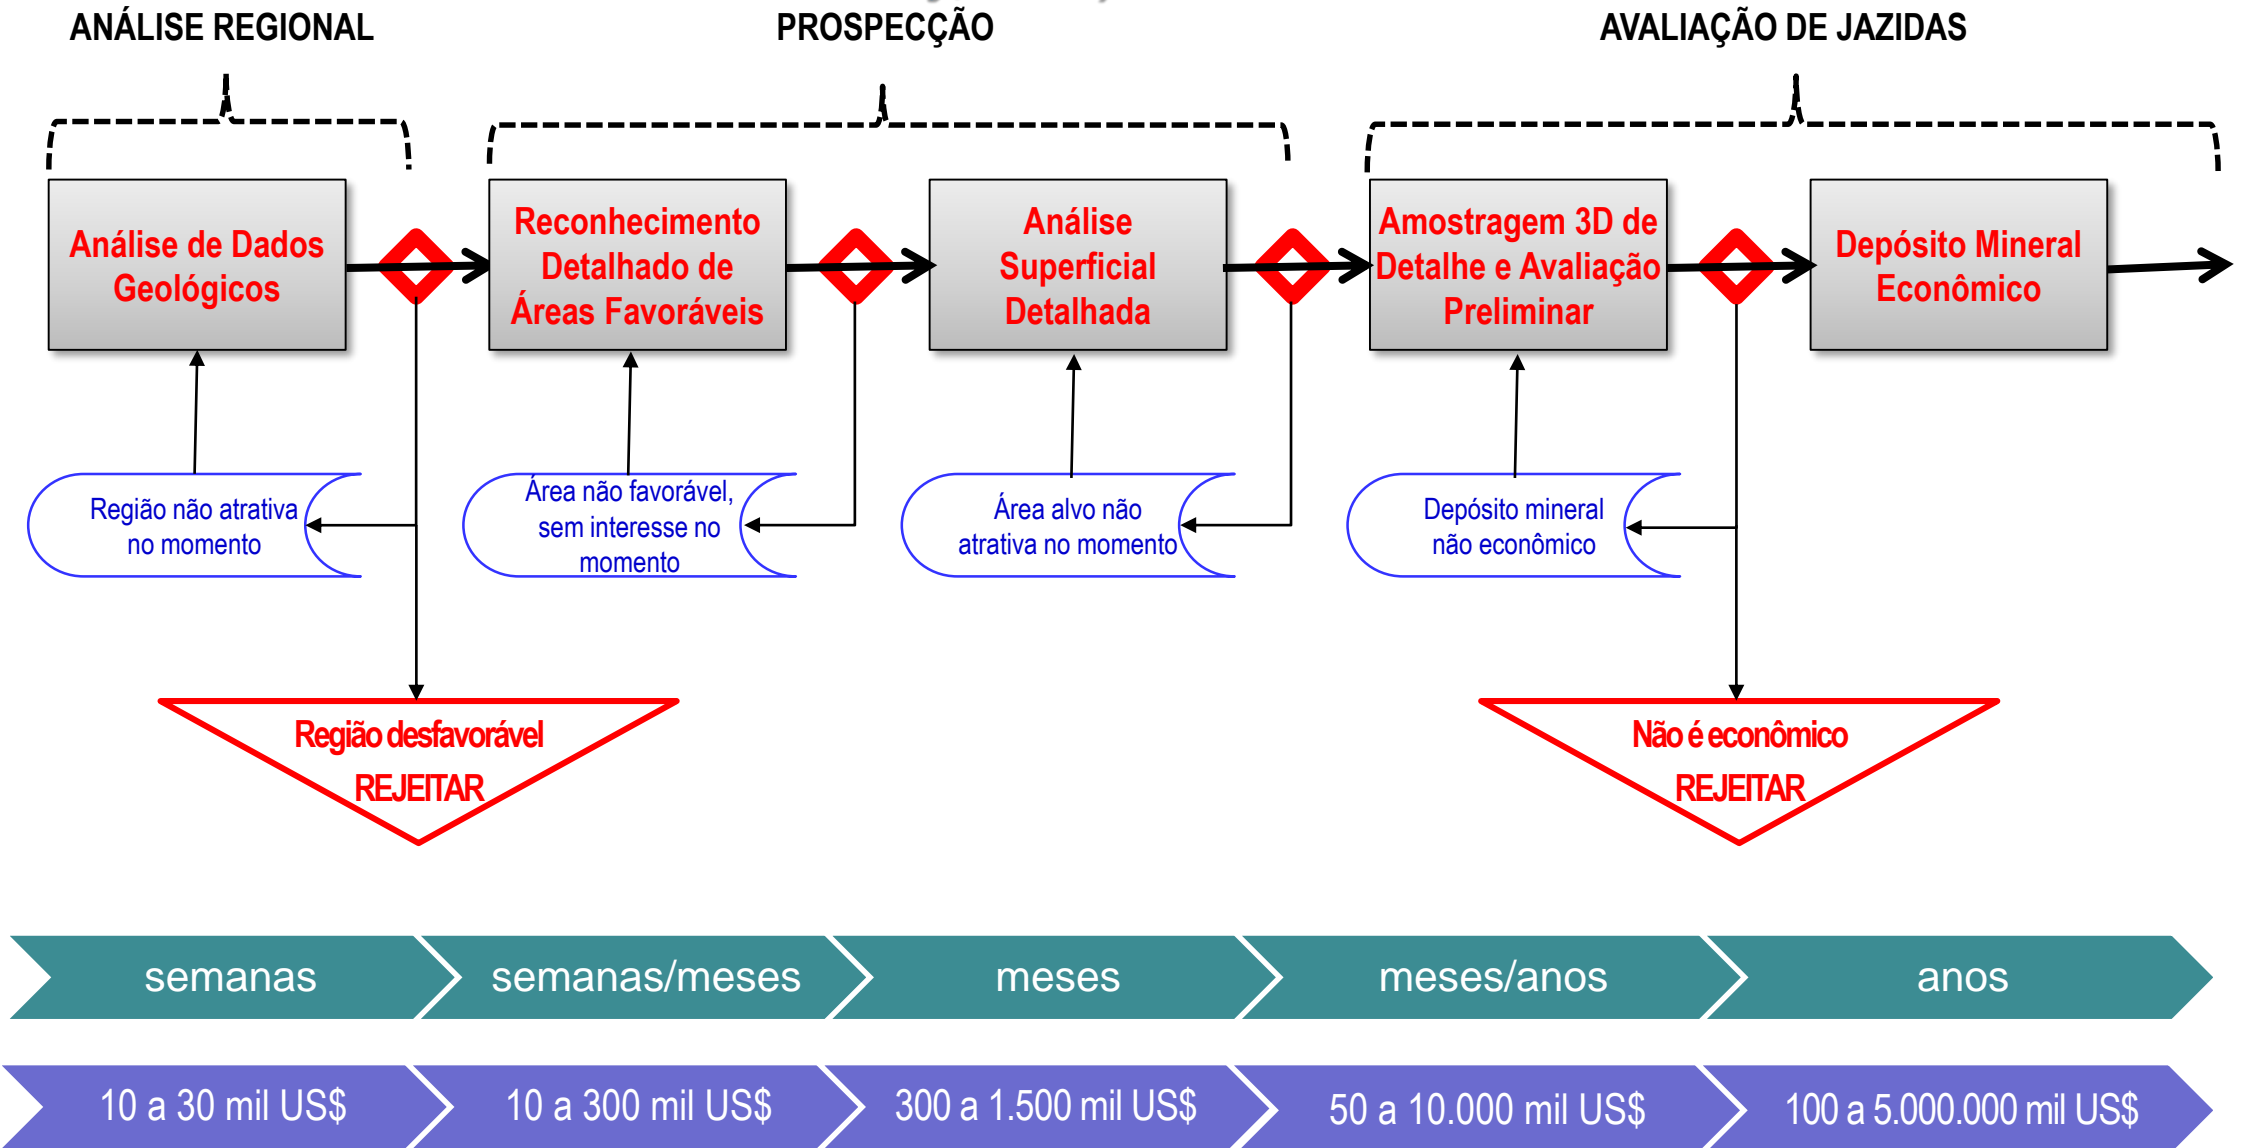 ANÁLISE REGIONAL
PROSPECÇÃO
AVALIAÇÃO DE JAZIDAS
Análise de Dados
Geológicos
Reconhecimento
Detalhado de
Áreas Favoráveis
Análise
Superficial
Detalhada
Amostragem 3D de
Detalhe e Avaliação
Preliminar
Depósito Mineral
Econômico
Região não atrativa
no momento
Área não favorável,
sem interesse no
momento
Área alvo não
atrativa no momento
Depósito mineral
não econômico
Região desfavorável
REJEITAR
Não é econômico
REJEITAR
semanas
semanas/meses
meses
meses/anos
anos
10 a 30 mil US$
10 a 300 mil US$
300 a 1.500 mil US$
50 a 10.000 mil US$
100 a 5.000.000 mil US$